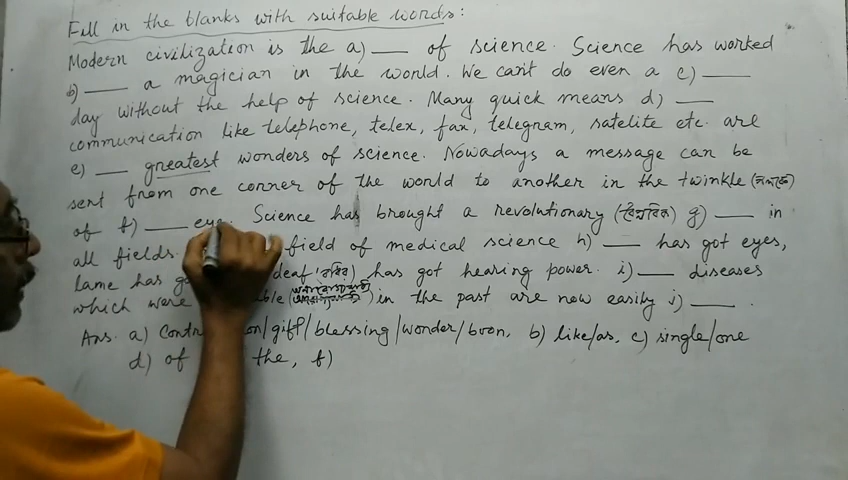 Fill in the blanks with suitable words:
Modern civilization is the a) ___ of science. Science has worked
b) ___ a magician in the world. We can't do even a c) ___
day without the help of science. Many quick means d) ___
communication like telephone, telex, fax, telegram, satelite etc. are
e) ___ greatest wonders of science. Nowadays a message can be
sent from one corner of the world to another in the twinkle (পলকে)
of f) ___ eye. Science has brought a revolutionary (বৈপ্লবিক) g) ___ in
all fields. field of medical science h) ___ has got eyes,
lame has deaf (বধির) has got hearing power. i) ___ diseases
which were in the past are now easily j) ___.
Ans. a) gift/blessing/wonder/boon, b) like/as, c) single/one
d) of the, f)